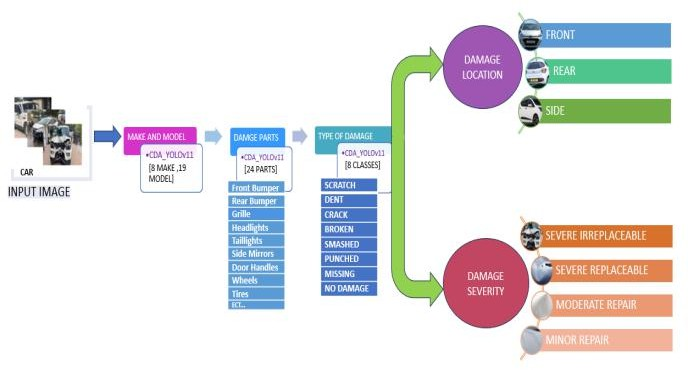 CAR
INPUT IMAGE
MAKE AND MODEL
•CDA_YOLOv11
[8 MAKE ,19
MODEL]
DAMGE PARTS
•CDA_YOLOv11
[24 PARTS]
Front Bumper
Rear Bumper
Grille
Headlights
Taillights
Side Mirrors
Door Handles
Wheels
Tires
ECT...
TYPE OF DAMAGE
•CDA_YOLOv11
[8 CLASSES]
SCRATCH
DENT
CRACK
BROKEN
SMASHED
PUNCHED
MISSING
NO DAMAGE
DAMAGE
LOCATION
FRONT
REAR
SIDE
DAMAGE
SEVERITY
SEVERE IRREPLACEABLE
SEVERE REPLACEABLE
MODERATE REPAIR
MINOR REPAIR